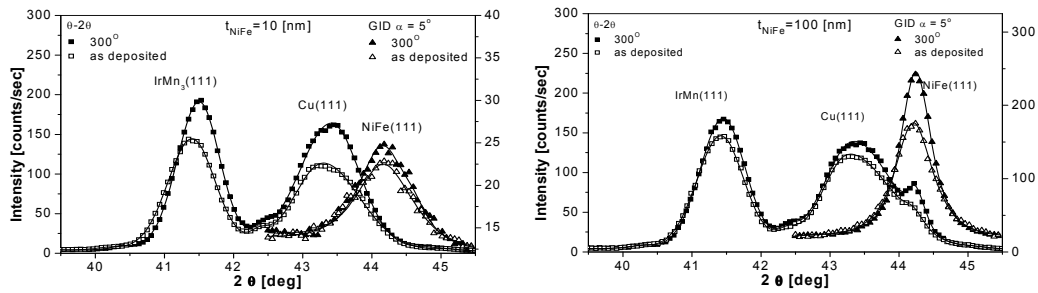 θ-2θ
300°
as deposited
t_NiFe=10 [nm]
GID α = 5°
300°
as deposited
IrMn₃(111)
Cu(111)
NiFe(111)
Intensity [counts/sec]
300
250
200
150
100
50
0
40
35
30
25
20
15
40 41 42 43 44 45
2 θ [deg]
θ-2θ
300°
as deposited
t_NiFe=100 [nm]
GID α = 5°
300°
as deposited
IrMn(111)
Cu(111)
NiFe(111)
Intensity [counts/sec]
300
250
200
150
100
50
0
300
200
100
0
40 41 42 43 44 45
2 θ [deg]